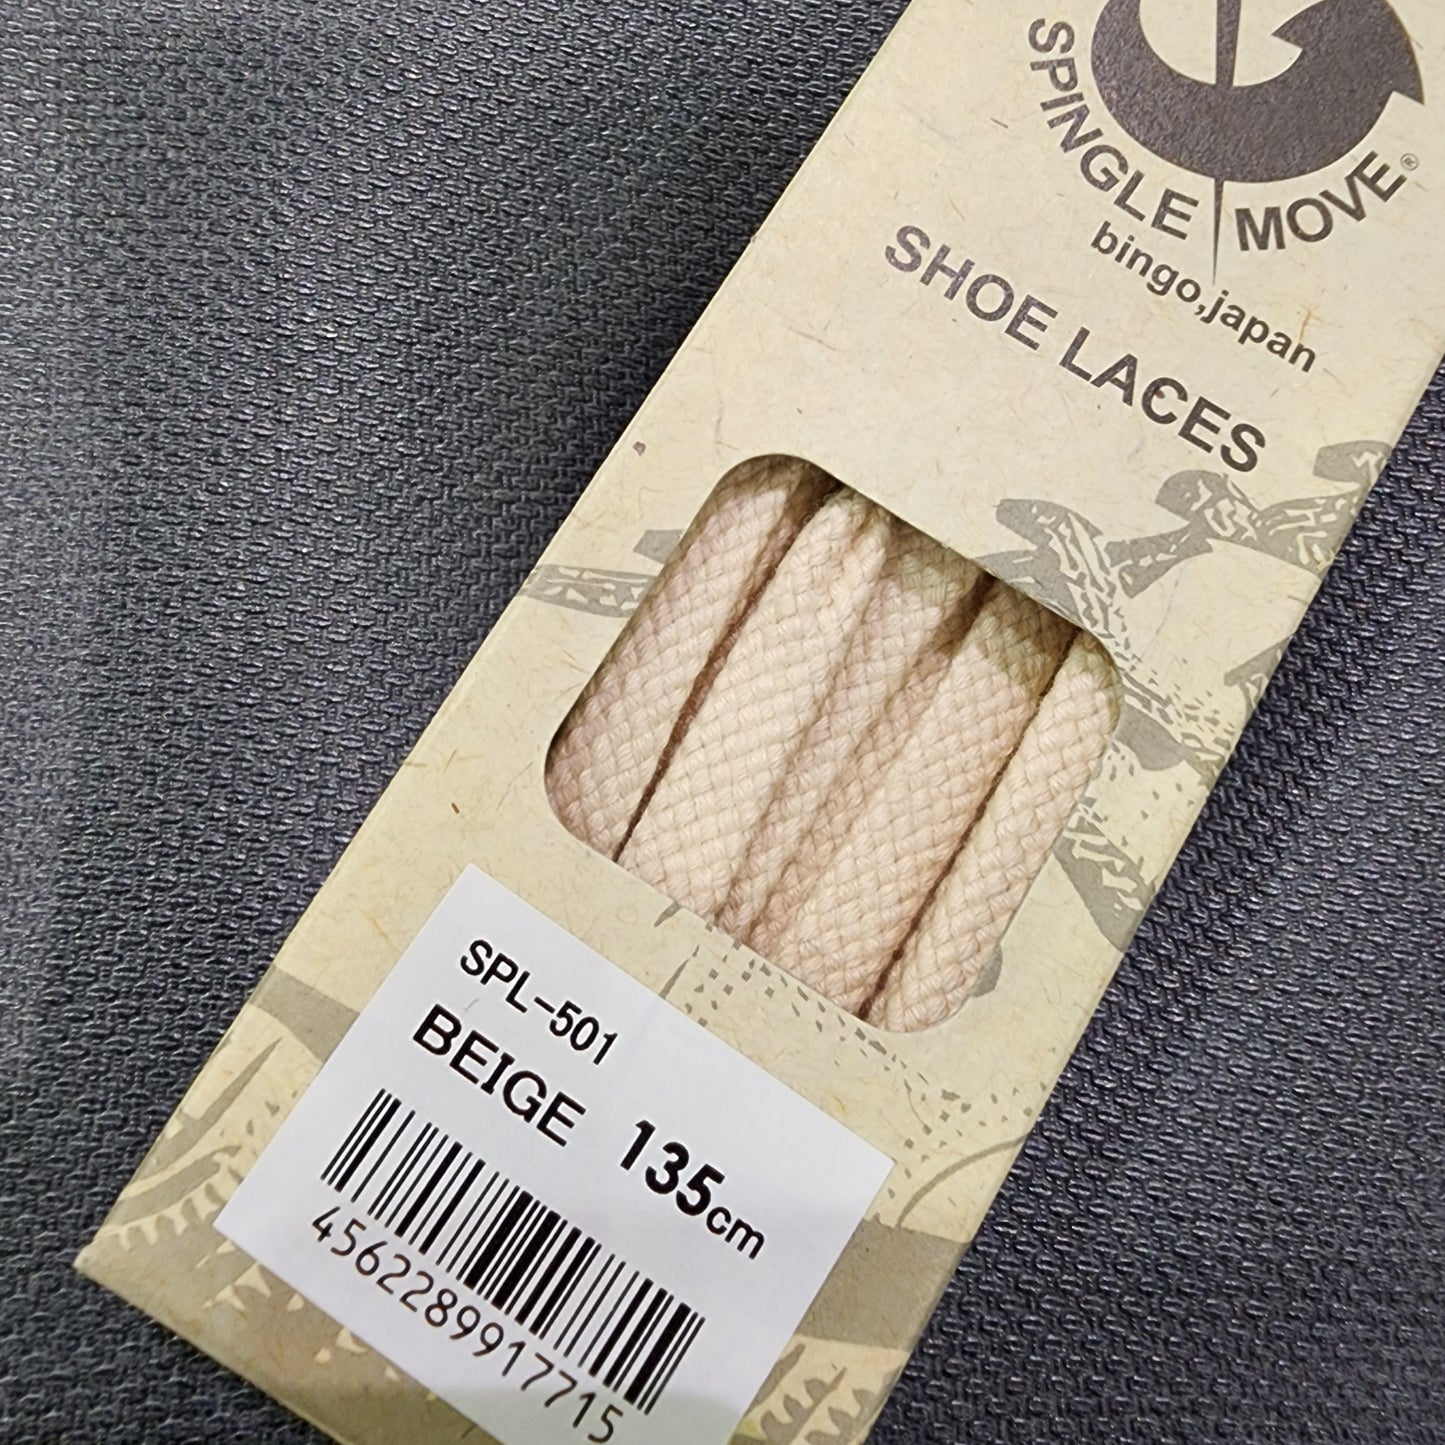 SPINGLE MOVE®
bingo,japan
SHOE LACES
SPL-501
BEIGE 135cm
4562289917715